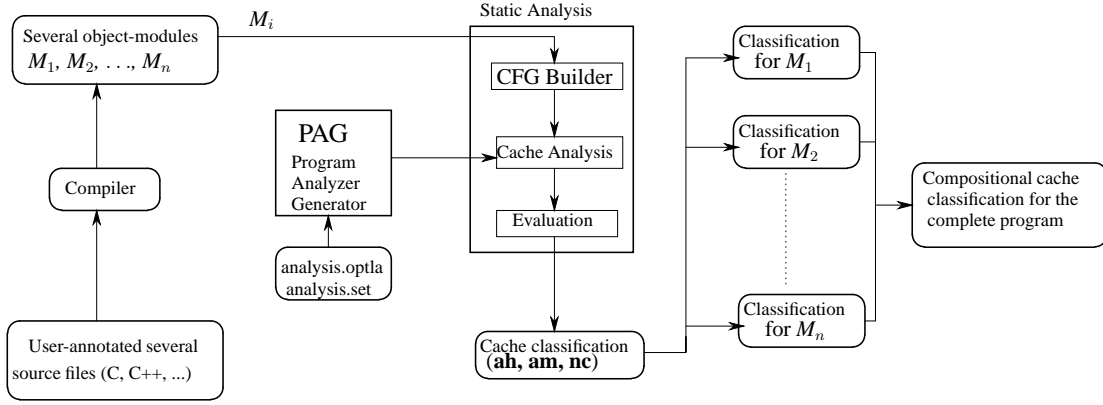 Several object-modules
M1, M2, . . ., Mn
Compiler
User-annotated several
source files (C, C++, ...)
Mi
PAG
Program
Analyzer
Generator
analysis.optla
analysis.set
Static Analysis
CFG Builder
Cache Analysis
Evaluation
Cache classification
(ah, am, nc)
Classification
for M1
Classification
for M2
Classification
for Mn
Compositional cache
classification for the
complete program